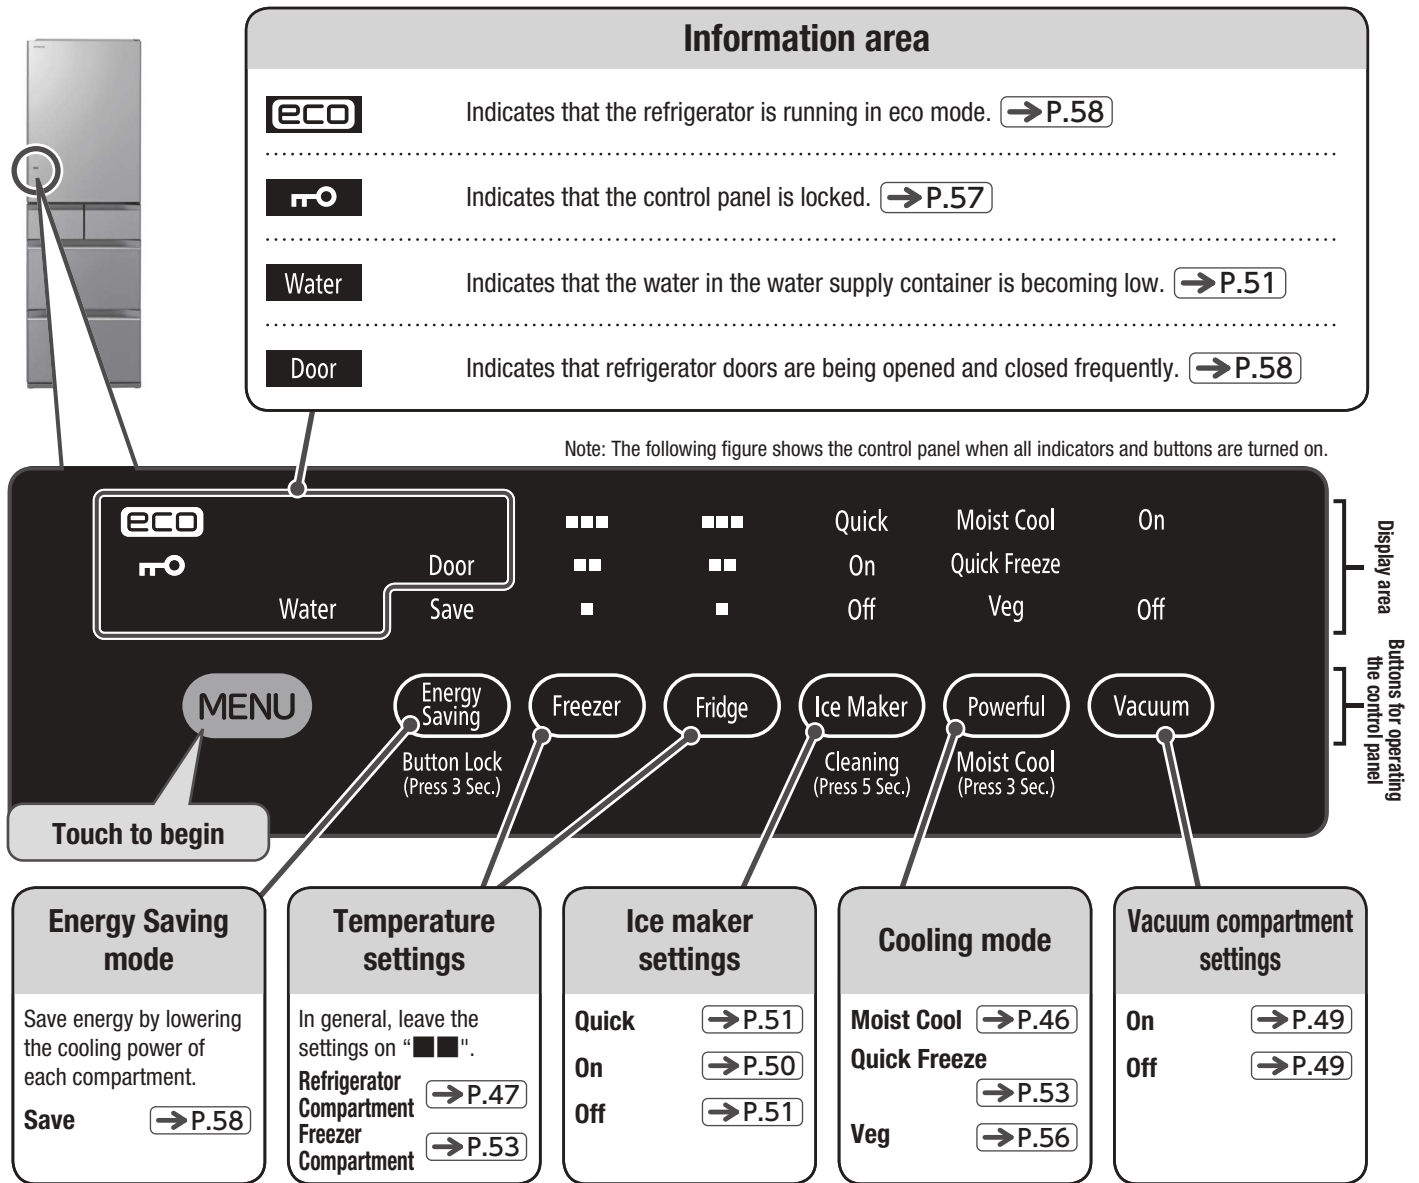 Information area
eco Indicates that the refrigerator is running in eco mode. →P.58
Indicates that the control panel is locked. →P.57
Water Indicates that the water in the water supply container is becoming low. →P.51
Door Indicates that refrigerator doors are being opened and closed frequently. →P.58
Note: The following figure shows the control panel when all indicators and buttons are turned on.
eco ■■■ ■■■ Quick Moist Cool On
Door ■■ ■■ On Quick Freeze
Water Save ■ ■ Off Veg Off
Display area
MENU
Energy
Saving
Freezer
Fridge
Ice Maker
Powerful
Vacuum
Buttons for operating
the control panel
Button Lock
(Press 3 Sec.)
Cleaning
(Press 5 Sec.)
Moist Cool
(Press 3 Sec.)
Touch to begin
Energy Saving
mode
Save energy by lowering
the cooling power of
each compartment.
Save →P.58
Temperature
settings
In general, leave the
settings on “■■".
Refrigerator
Compartment →P.47
Freezer
Compartment →P.53
Ice maker
settings
Quick →P.51
On →P.50
Off →P.51
Cooling mode
Moist Cool →P.46
Quick Freeze
→P.53
Veg →P.56
Vacuum compartment
settings
On →P.49
Off →P.49